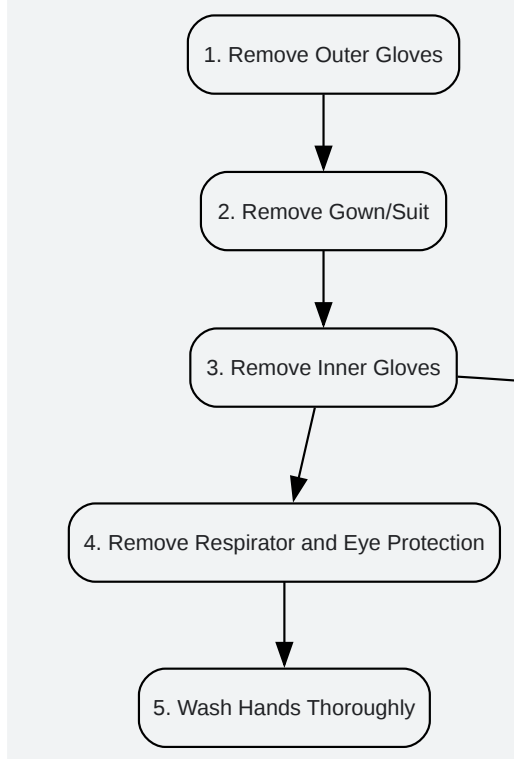 1. Remove Outer Gloves
2. Remove Gown/Suit
3. Remove Inner Gloves
4. Remove Respirator and Eye Protection
5. Wash Hands Thoroughly